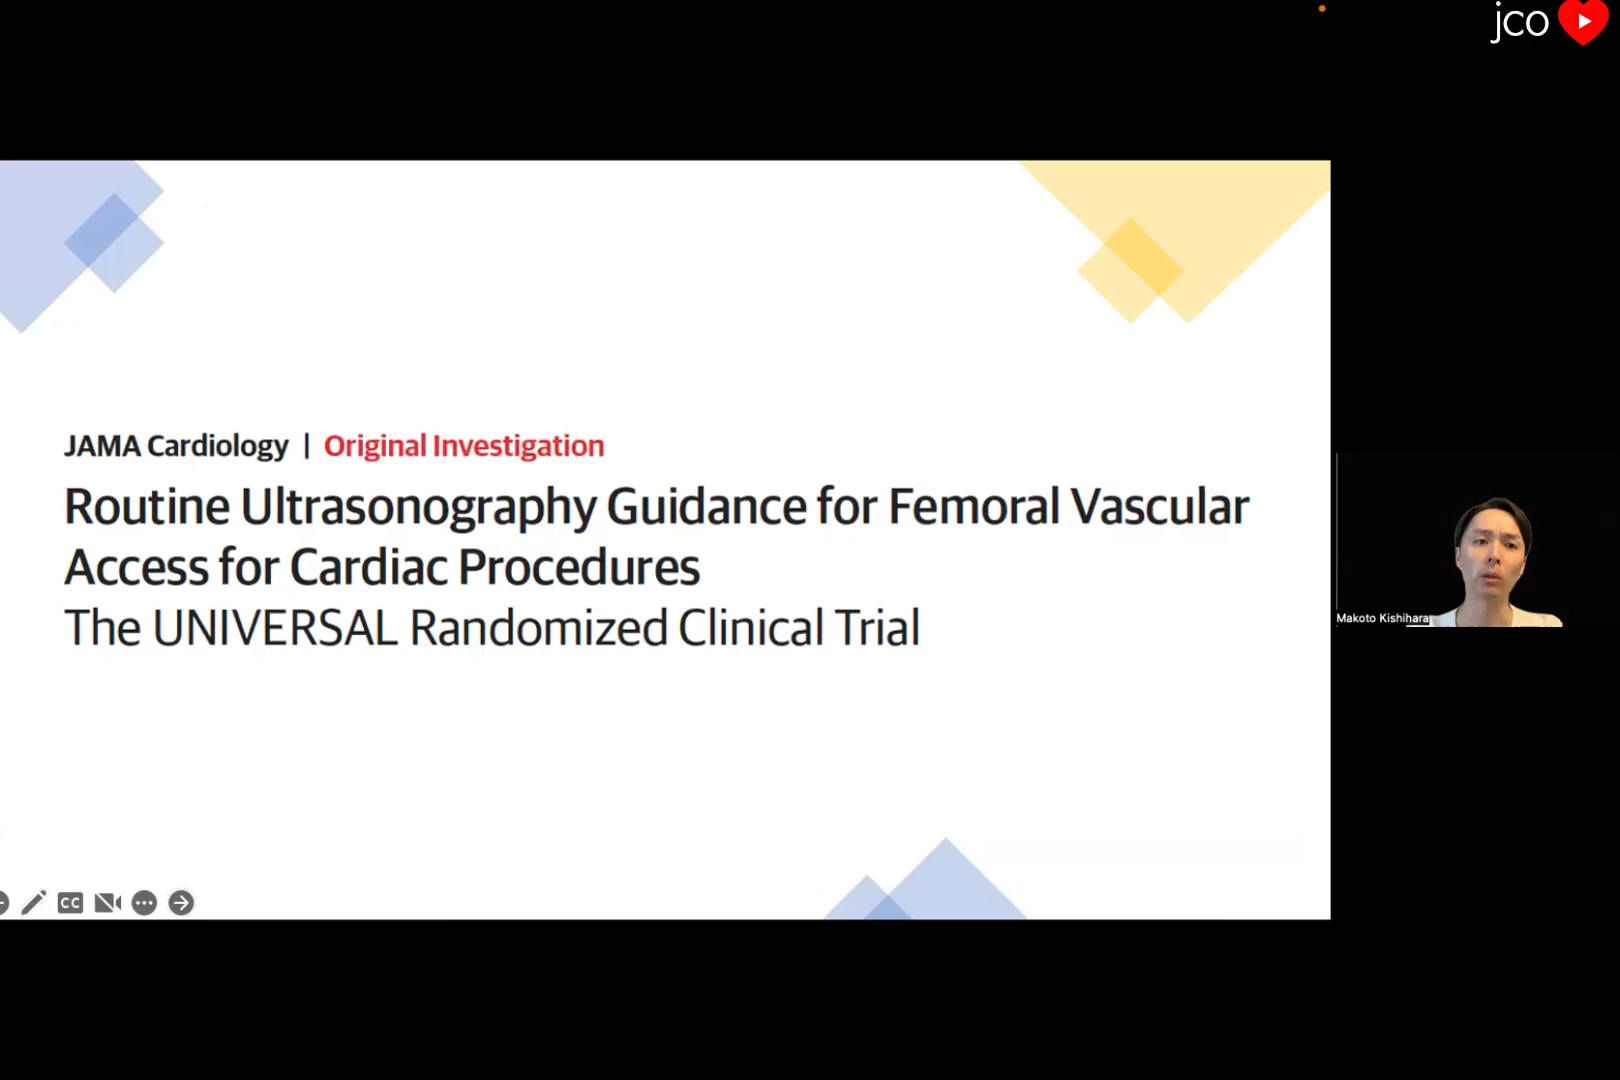 jco
JAMA Cardiology | Original Investigation
Routine Ultrasonography Guidance for Femoral Vascular
Access for Cardiac Procedures
The UNIVERSAL Randomized Clinical Trial
Makoto Kishihara
CC